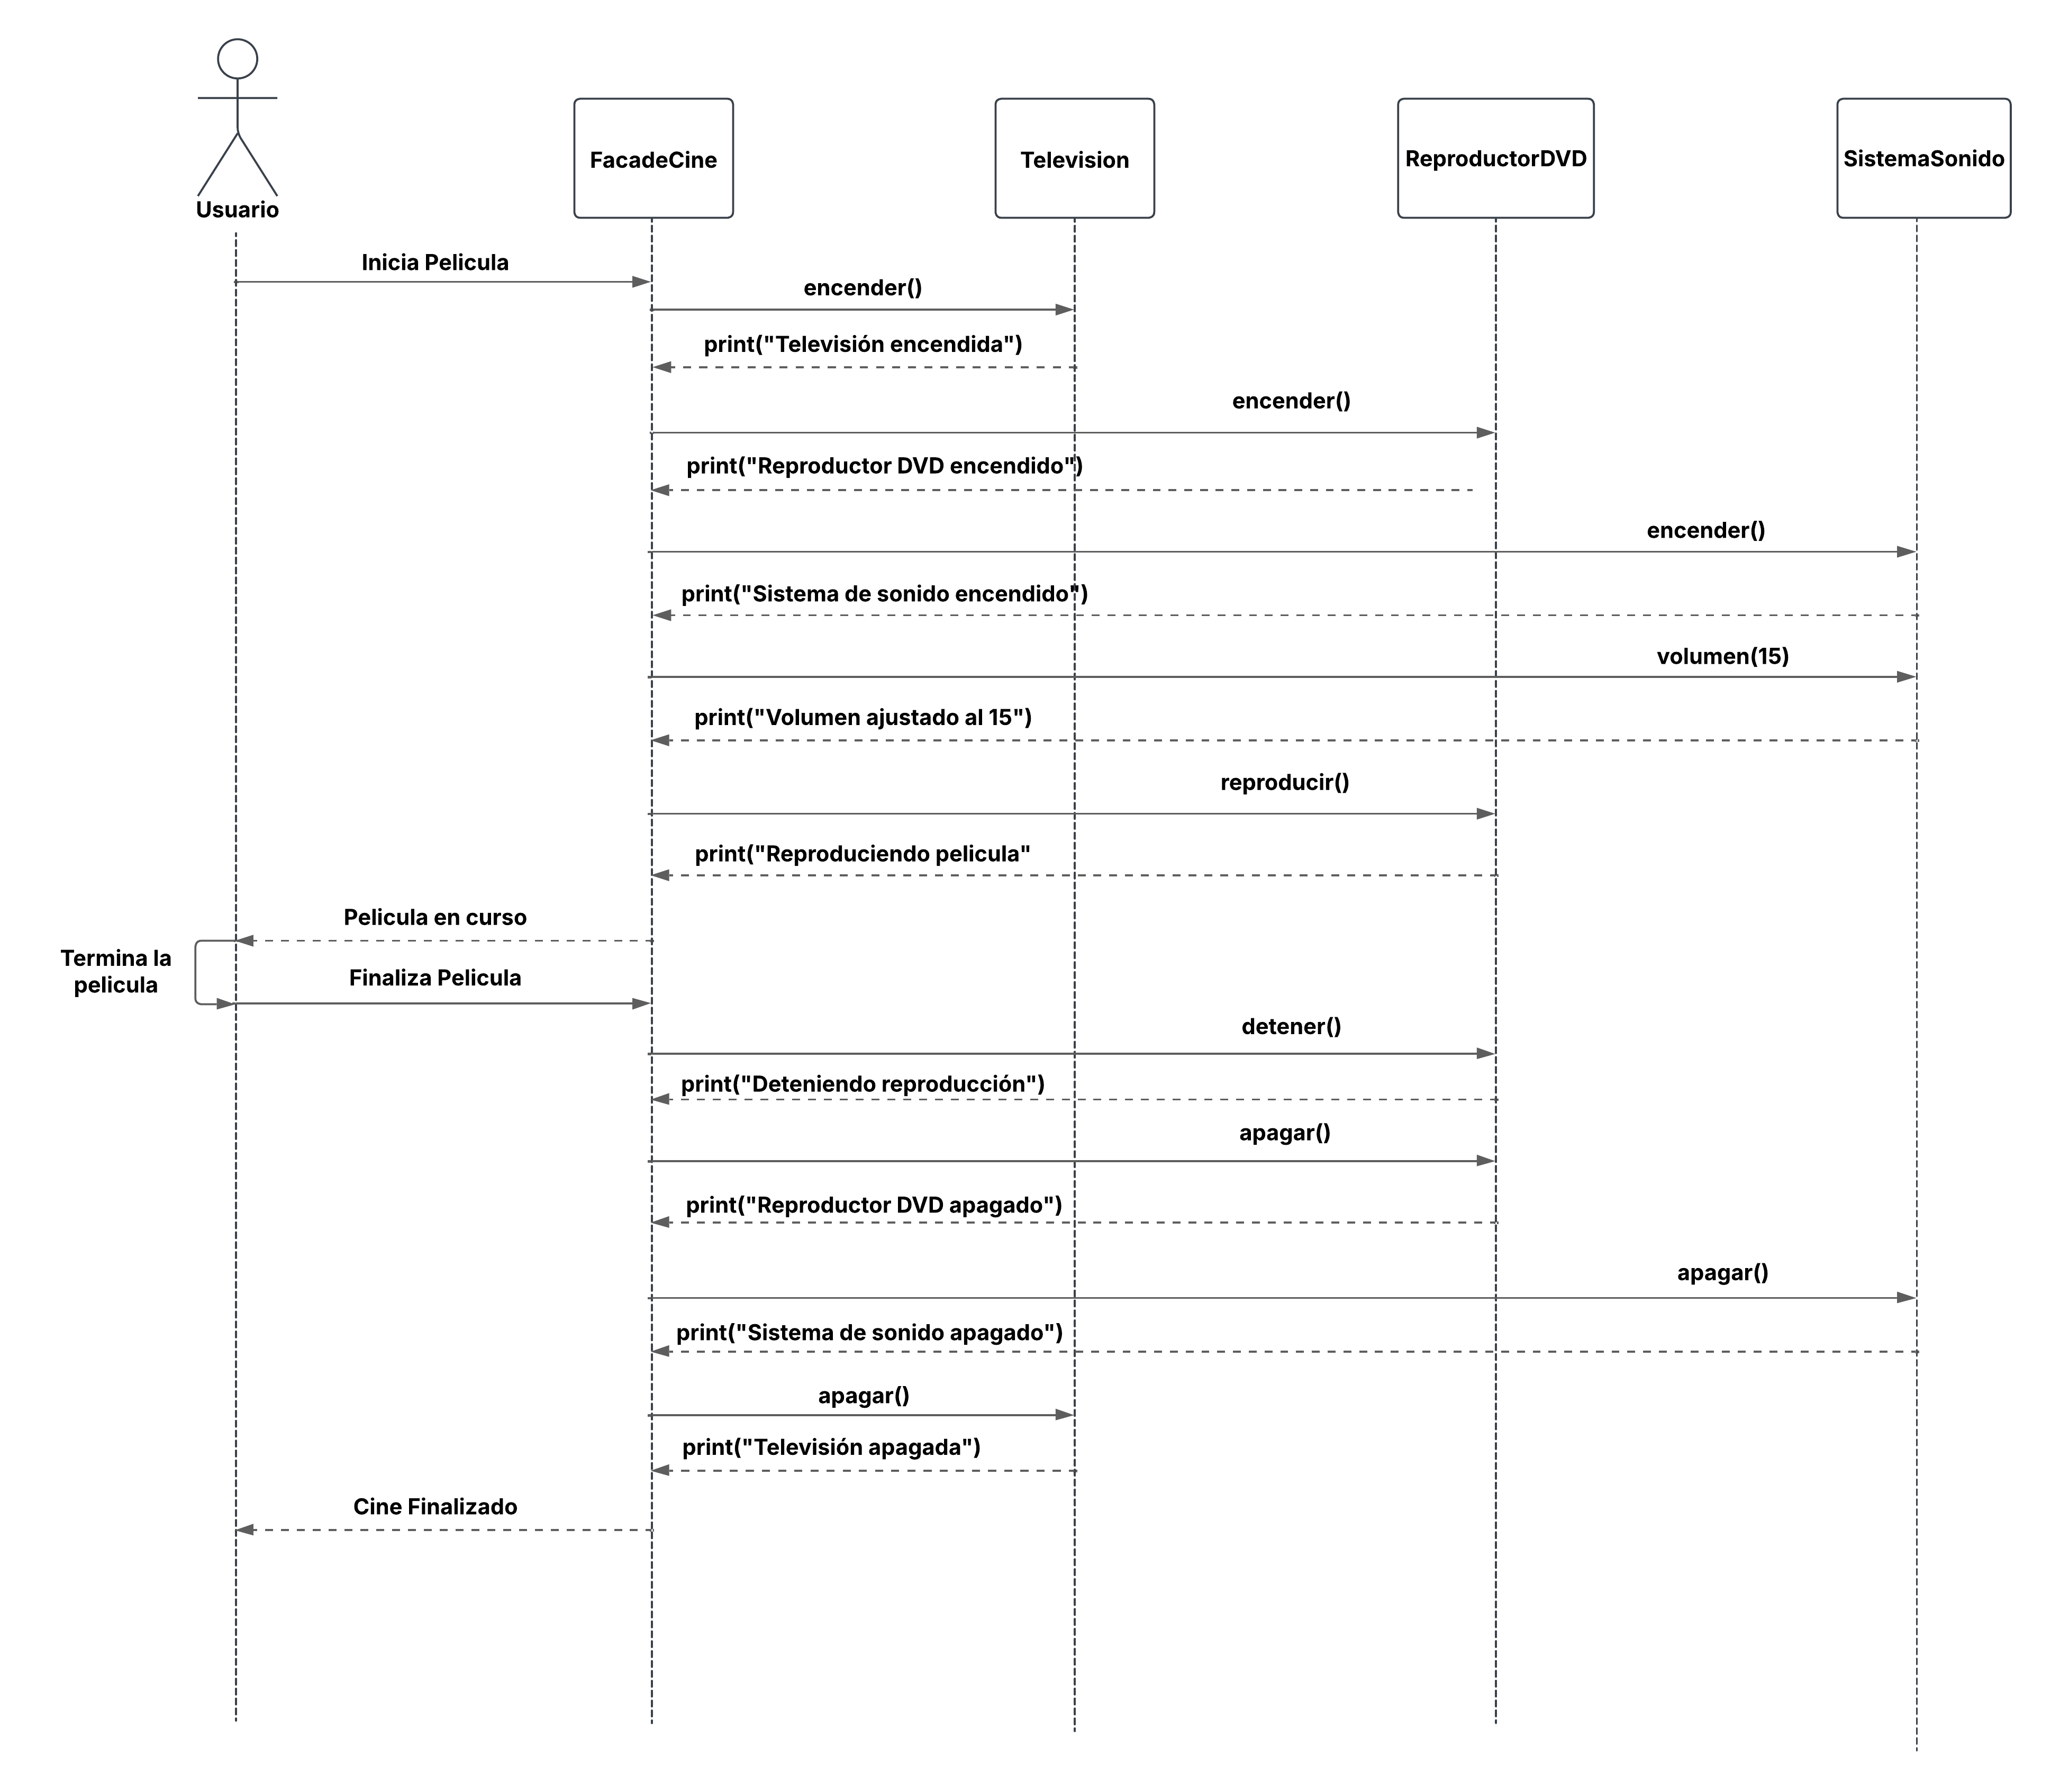 Usuario
FacadeCine
Television
ReproductorDVD
SistemaSonido
Inicia Pelicula
encender()
print("Televisión encendida")
encender()
print("Reproductor DVD encendido")
encender()
print("Sistema de sonido encendido")
volumen(15)
print("Volumen ajustado al 15")
reproducir()
print("Reproduciendo pelicula"
Pelicula en curso
Termina la
pelicula
Finaliza Pelicula
detener()
print("Deteniendo reproducción")
apagar()
print("Reproductor DVD apagado")
apagar()
print("Sistema de sonido apagado")
apagar()
print("Televisión apagada")
Cine Finalizado